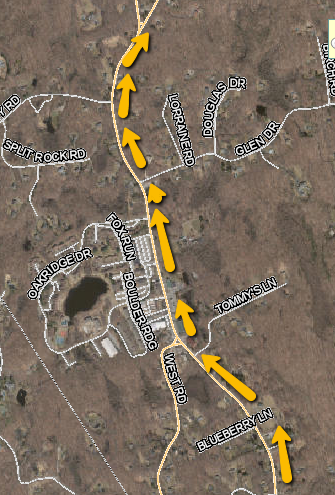 LORRAINE RD
DOUGLAS DR
GLEN DR
SPLIT ROCK RD
FOX RUN
OAKRIDGE DR
BOULDER RDG
TOMMY'S LN
WEST RD
BLUEBERRY LN